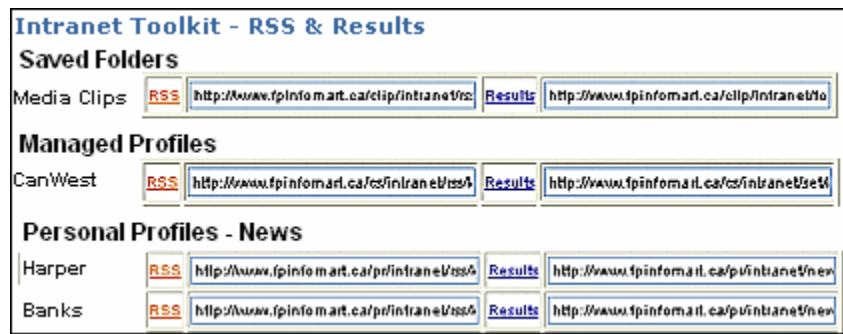 Intranet Toolkit - RSS & Results
Saved Folders
Media Clips RSS http://www.fpinfomart.ca/clip/intranet/rs: Results http://www.fpinfomart.ca/clip/intranet/fo
Managed Profiles
CanWest RSS http://www.fpinfomart.ca/cs/intranet/rss/ Results http://www.fpinfomart.ca/cs/intranet/set/
Personal Profiles - News
Harper RSS http://www.fpinfomart.ca/pr/intranet/rss/ Results http://www.fpinfomart.ca/pr/intranet/new
Banks RSS http://www.fpinfomart.ca/pr/intranet/rss/ Results http://www.fpinfomart.ca/pr/intranet/new